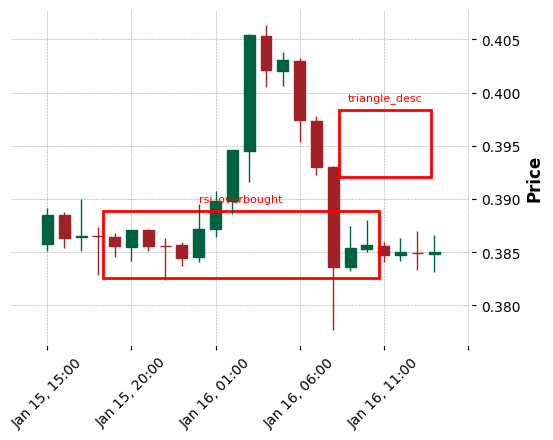 0.405
0.400
triangle_desc
0.395
0.390
rsi_overbought
0.385
0.380
Price
Jan 15, 15:00
Jan 15, 20:00
Jan 16, 01:00
Jan 16, 06:00
Jan 16, 11:00